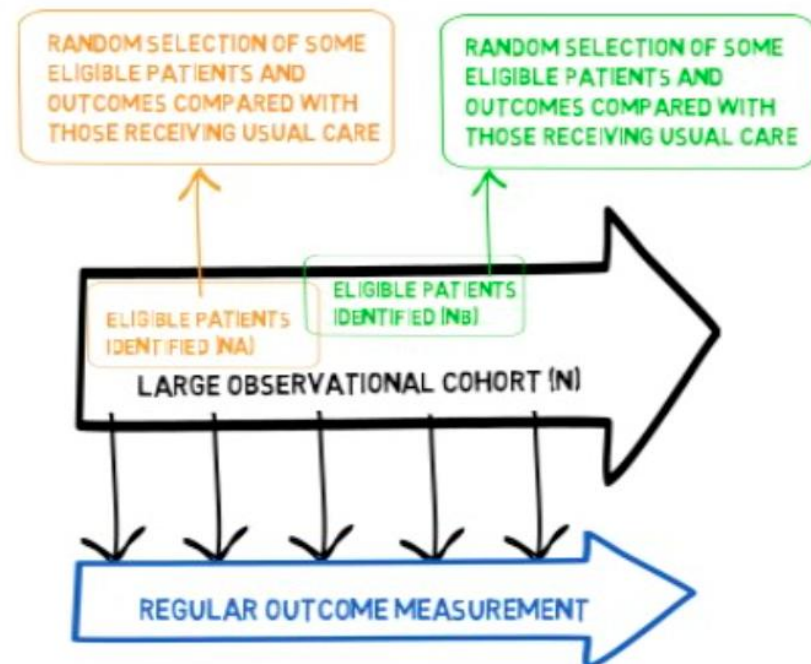 RANDOM SELECTION OF SOME
ELIGIBLE PATIENTS AND
OUTCOMES COMPARED WITH
THOSE RECEIVING USUAL CARE
RANDOM SELECTION OF SOME
ELIGIBLE PATIENTS AND
OUTCOMES COMPARED WITH
THOSE RECEIVING USUAL CARE
ELIGIBLE PATIENTS
IDENTIFIED (NA)
ELIGIBLE PATIENTS
IDENTIFIED (NB)
LARGE OBSERVATIONAL COHORT (N)
REGULAR OUTCOME MEASUREMENT